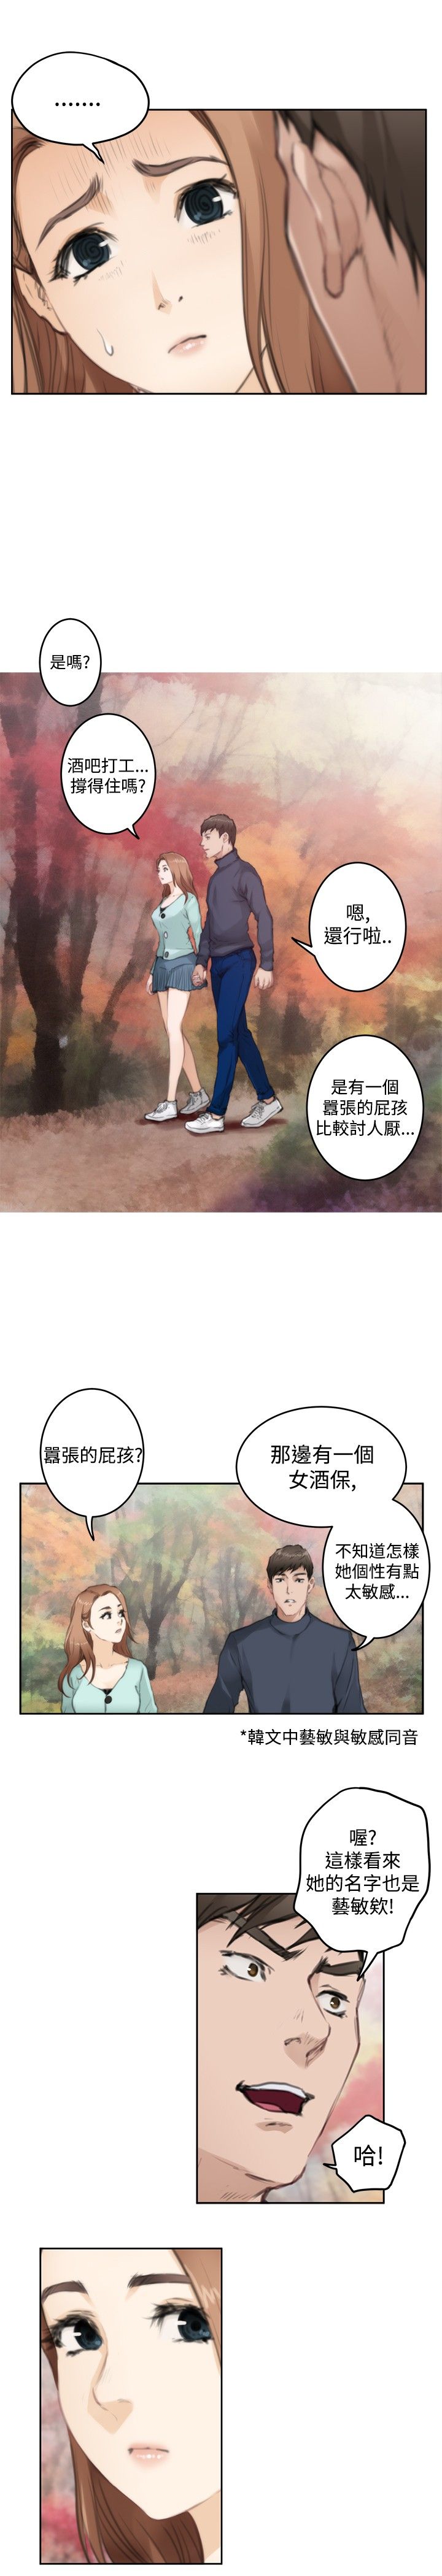 .......
是嗎?
酒吧打工...
撐得住嗎?
嗯,
還行啦..
是有一個
囂張的屁孩
比較討人厭...
囂張的屁孩?
那邊有一個
女酒保,
不知道怎樣
她個性有點
太敏感...
*韓文中藝敏與敏感同音
喔?
這樣看來
她的名字也是
藝敏欸!
哈!